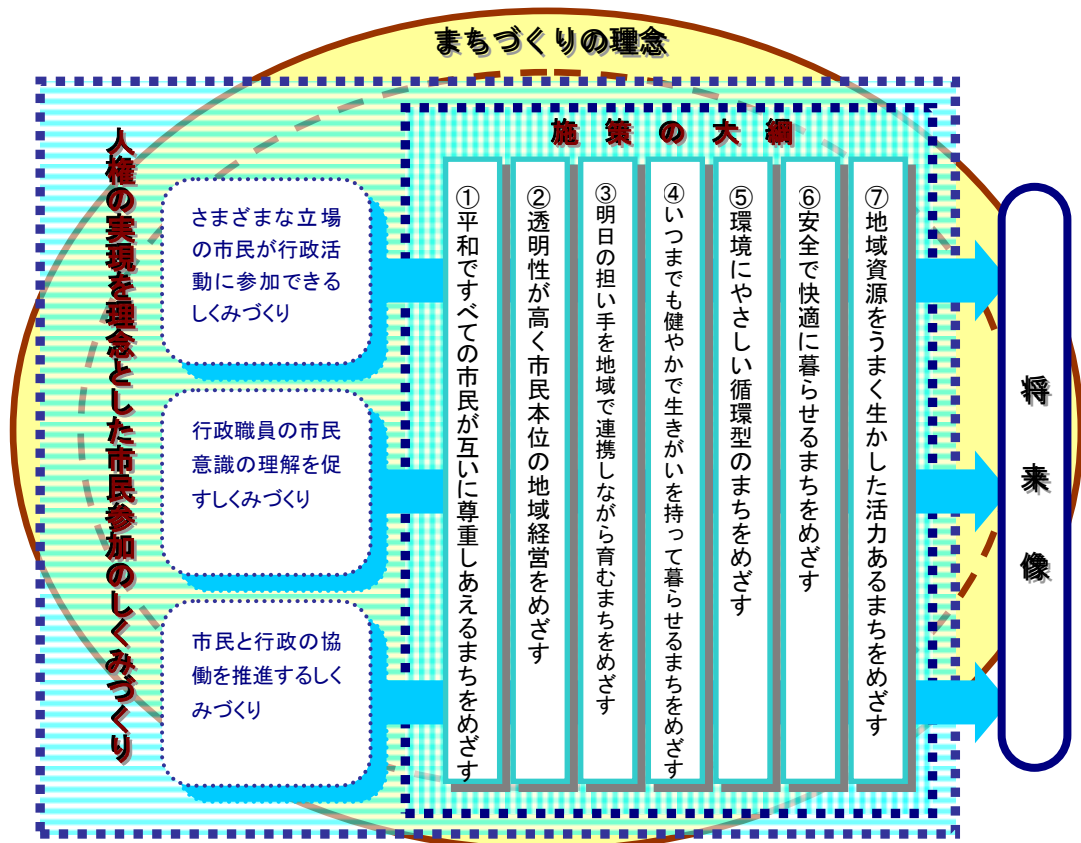 まちづくりの理念
人権の実現を理念とした市民参加のしくみづくり
さまざまな立場
の市民が行政活
動に参加できる
しくみづくり
行政職員の市民
意識の理解を促
すしくみづくり
市民と行政の協
働を推進するしく
みづくり
施策の大綱
①平和ですべての市民が互いに尊重しあえるまちをめざす
②透明性が高く市民本位の地域経営をめざす
③明日の担い手を地域で連携しながら育むまちをめざす
④いつまでも健やかで生きがいを持って暮らせるまちをめざす
⑤環境にやさしい循環型のまちをめざす
⑥安全で快適に暮らせるまちをめざす
⑦地域資源をうまく生かした活力あるまちをめざす
将来像